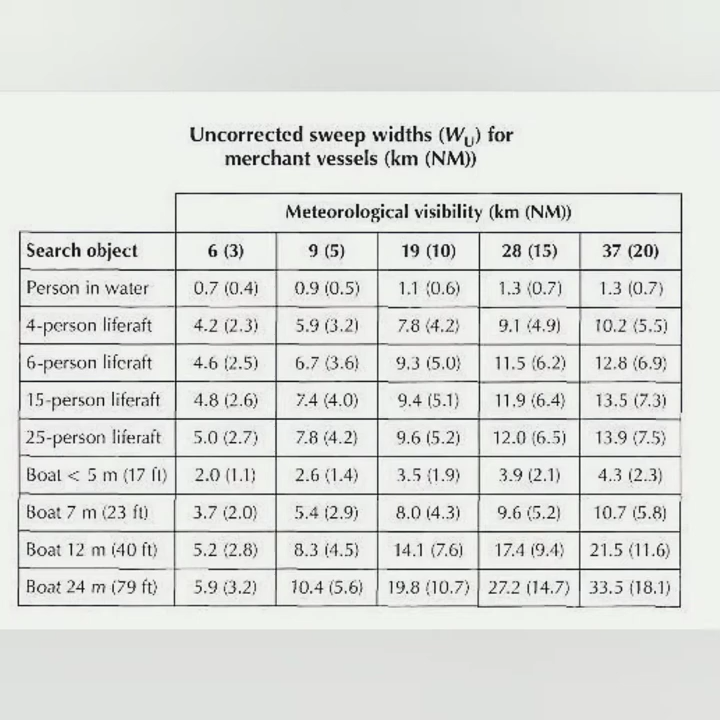 Uncorrected sweep widths (WU) for
merchant vessels (km (NM))
Meteorological visibility (km (NM))
Search object 6 (3) 9 (5) 19 (10) 28 (15) 37 (20)
Person in water 0.7 (0.4) 0.9 (0.5) 1.1 (0.6) 1.3 (0.7) 1.3 (0.7)
4-person liferaft 4.2 (2.3) 5.9 (3.2) 7.8 (4.2) 9.1 (4.9) 10.2 (5.5)
6-person liferaft 4.6 (2.5) 6.7 (3.6) 9.3 (5.0) 11.5 (6.2) 12.8 (6.9)
15-person liferaft 4.8 (2.6) 7.4 (4.0) 9.4 (5.1) 11.9 (6.4) 13.5 (7.3)
25-person liferaft 5.0 (2.7) 7.8 (4.2) 9.6 (5.2) 12.0 (6.5) 13.9 (7.5)
Boat < 5 m (17 ft) 2.0 (1.1) 2.6 (1.4) 3.5 (1.9) 3.9 (2.1) 4.3 (2.3)
Boat 7 m (23 ft) 3.7 (2.0) 5.4 (2.9) 8.0 (4.3) 9.6 (5.2) 10.7 (5.8)
Boat 12 m (40 ft) 5.2 (2.8) 8.3 (4.5) 14.1 (7.6) 17.4 (9.4) 21.5 (11.6)
Boat 24 m (79 ft) 5.9 (3.2) 10.4 (5.6) 19.8 (10.7) 27.2 (14.7) 33.5 (18.1)